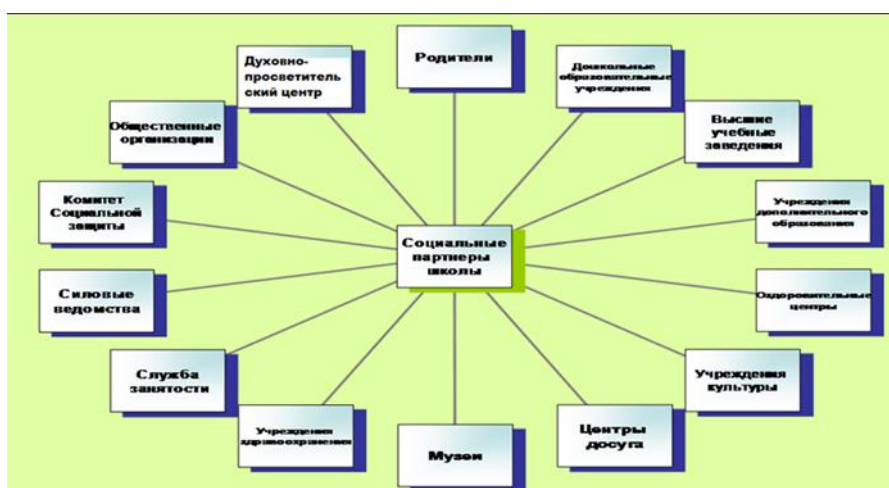 Родители
Духовно-
просветитель
ский центр
Дошкольные
образовательные
учреждения
Общественные
организации
Высшие
учебные
заведения
Комитет
Социальной
защиты
Учреждения
дополнительного
образования
Социальные
партнеры
школы
Силовые
ведомства
Оздоровительные
центры
Служба
занятости
Учреждения
культуры
Учреждения
здравоохранения
Музеи
Центры
досуга